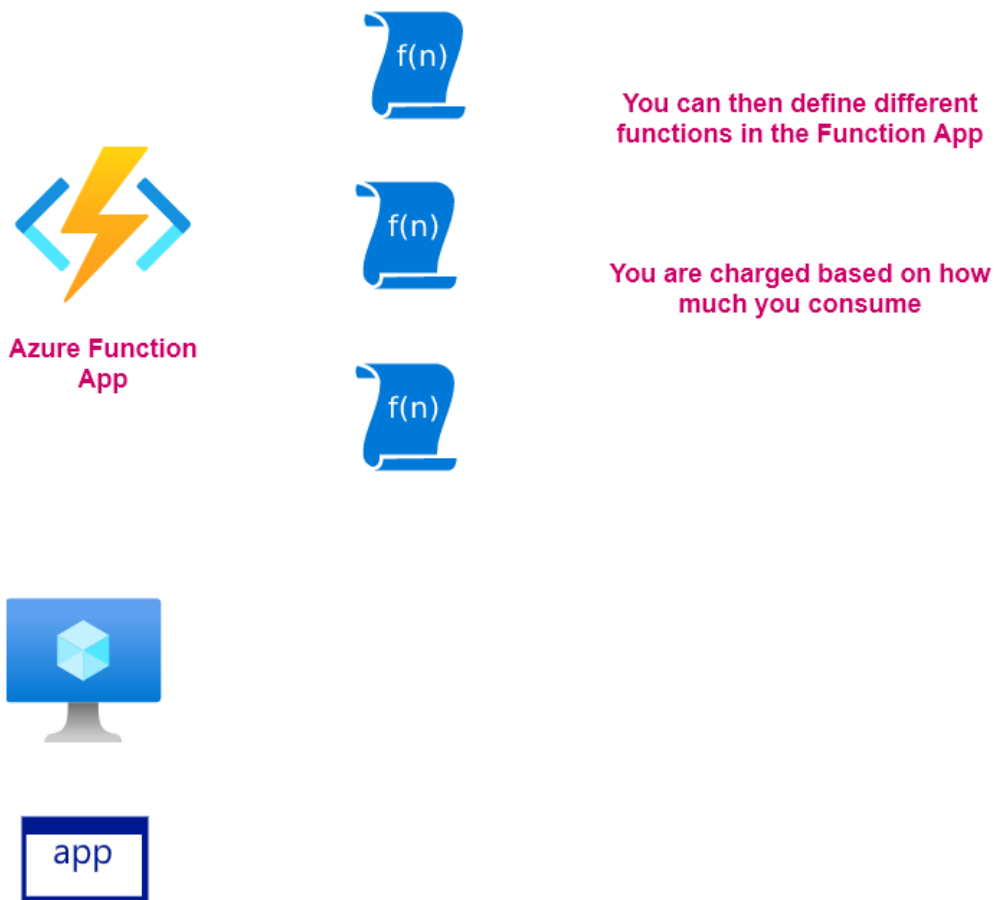 f(n)
You can then define different
functions in the Function App
f(n)
You are charged based on how
much you consume
Azure Function
App
f(n)
app